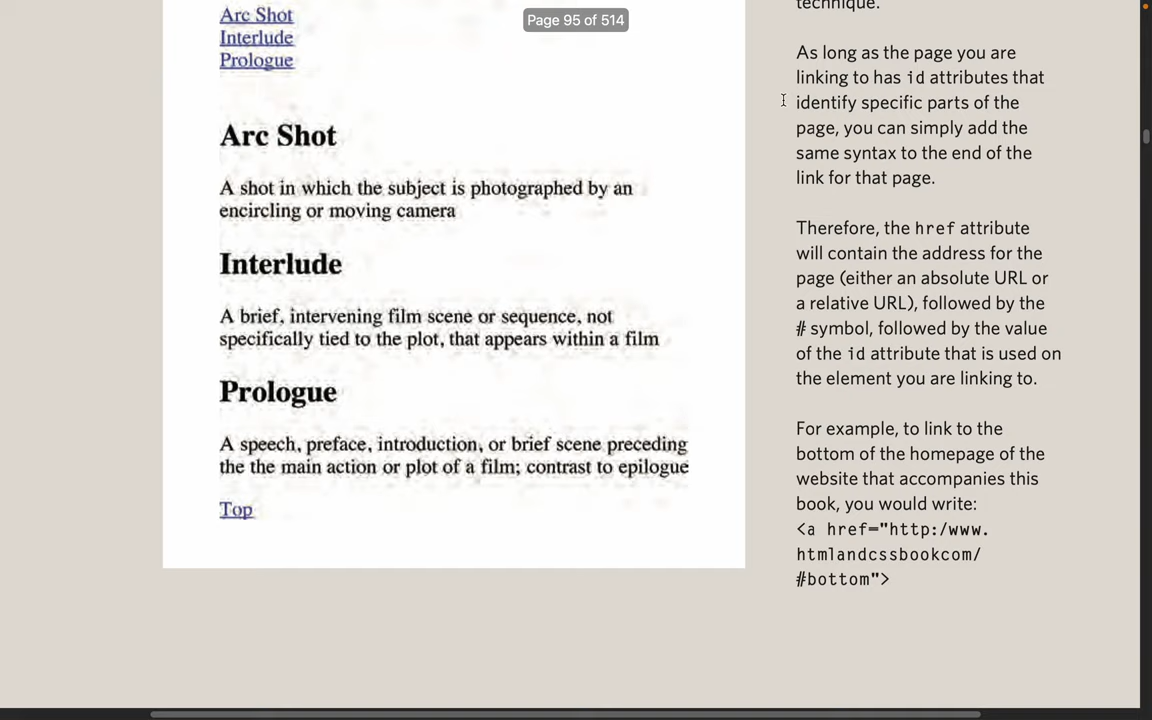 Page 95 of 514
Arc Shot
Interlude
Prologue
Arc Shot
A shot in which the subject is photographed by an
encircling or moving camera
Interlude
A brief, intervening film scene or sequence, not
specifically tied to the plot, that appears within a film
Prologue
A speech, preface, introduction, or brief scene preceding
the the main action or plot of a film; contrast to epilogue
Top
technique.
As long as the page you are
linking to has id attributes that
identify specific parts of the
page, you can simply add the
same syntax to the end of the
link for that page.
Therefore, the href attribute
will contain the address for the
page (either an absolute URL or
a relative URL), followed by the
# symbol, followed by the value
of the id attribute that is used on
the element you are linking to.
For example, to link to the
bottom of the homepage of the
website that accompanies this
book, you would write:
<a href="http:/www.
htmlandcssbookcom/
#bottom">